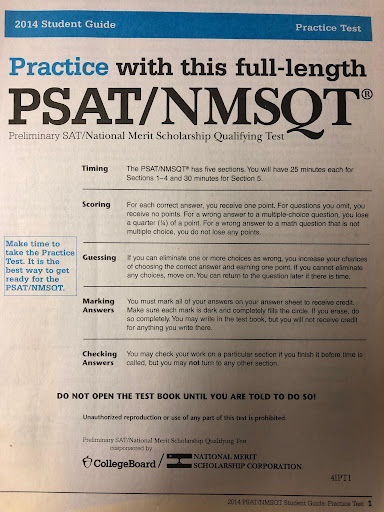 2014 Student Guide Practice Test
Practice with this full-length
PSAT/NMSQT®
Preliminary SAT/National Merit Scholarship Qualifying Test
Timing The PSAT/NMSQT® has five sections. You will have 25 minutes each for
Sections 1–4 and 30 minutes for Section 5.
Scoring For each correct answer, you receive one point. For questions you omit, you
receive no points. For a wrong answer to a multiple-choice question, you lose
a quarter (¼) of a point. For a wrong answer to a math question that is not
multiple choice, you do not lose any points.
Make time to
take the Practice
Test. It is the
best way to get
ready for the
PSAT/NMSQT.
Guessing If you can eliminate one or more choices as wrong, you increase your chances
of choosing the correct answer and earning one point. If you cannot eliminate
any choices, move on. You can return to the question later if there is time.
Marking You must mark all of your answers on your answer sheet to receive credit.
Answers Make sure each mark is dark and completely fills the circle. If you erase, do
so completely. You may write in the test book, but you will not receive credit
for anything you write there.
Checking You may check your work on a particular section if you finish it before time is
Answers called, but you may not turn to any other section.
DO NOT OPEN THE TEST BOOK UNTIL YOU ARE TOLD TO DO SO!
Unauthorized reproduction or use of any part of this test is prohibited.
Preliminary SAT/National Merit Scholarship Qualifying Test
cosponsored by
CollegeBoard / NATIONAL MERIT
SCHOLARSHIP CORPORATION
4IPT1
2014 PSAT/NMSQT Student Guide: Practice Test 1